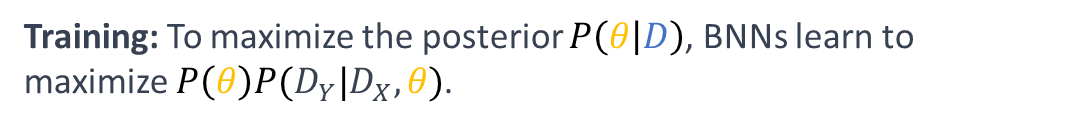 Training: To maximize the posterior P(θ|D), BNNs learn to
maximize P(θ)P(D_Y|D_X, θ).